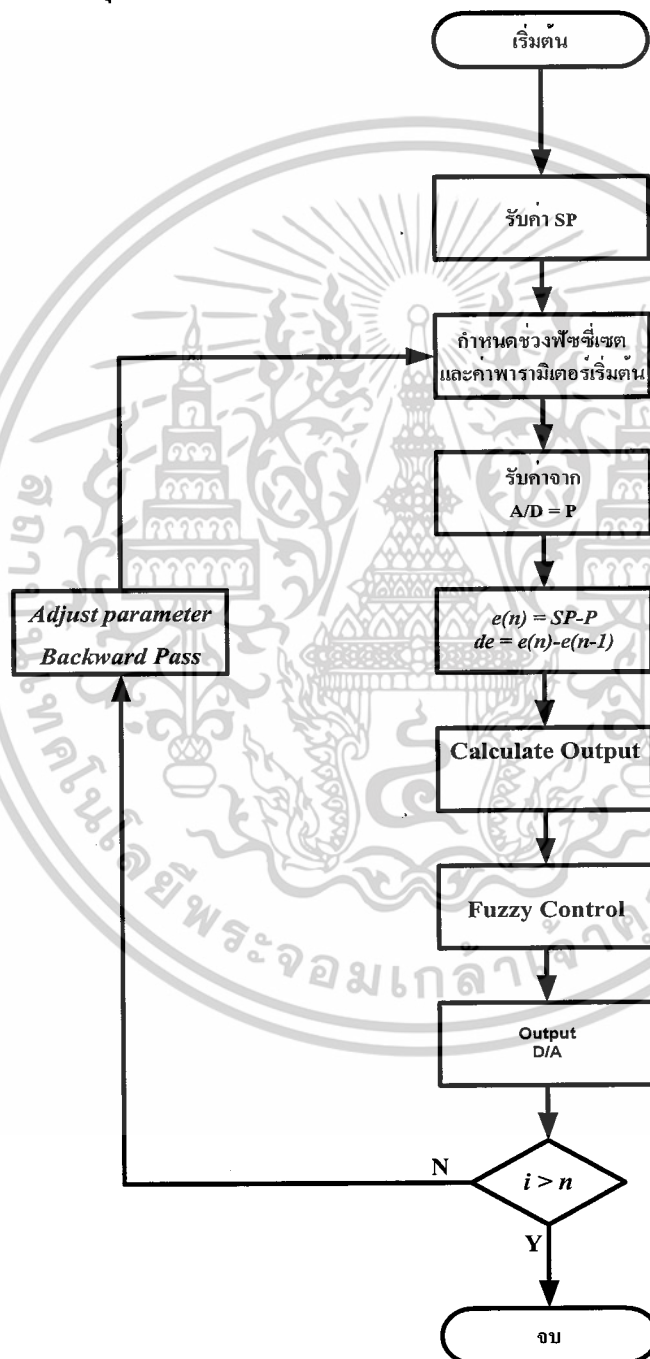 เริ่มต้น
รับค่า SP
กำหนดช่วงฟัซซี่เซต
และค่าพารามิเตอร์เริ่มต้น
รับค่าจาก
A/D = P
e(n) = SP-P
de = e(n)-e(n-1)
Adjust parameter
Backward Pass
Calculate Output
Fuzzy Control
Output
D/A
N
i > n
Y
จบ